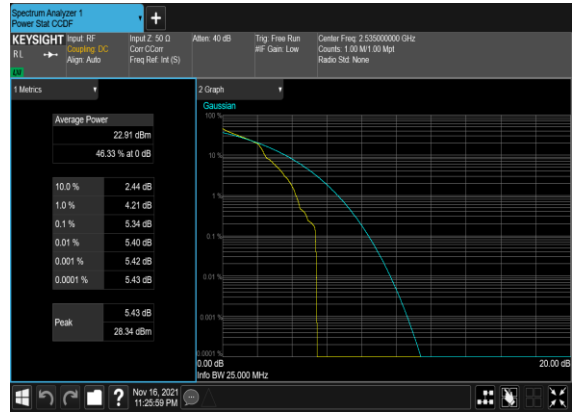 Spectrum Analyzer 1
Power Stat CCDF
+
KEYSIGHT
R L
LNI
Input: RF
Coupling: DC
Align: Auto
Input Z: 50 Ω
Corr CCorr
Freq Ref: Int (S)
Atten: 40 dB
Trig: Free Run
#IF Gain: Low
Center Freq: 2.535000000 GHz
Counts: 1.00 M/1.00 Mpt
Radio Std: None
1 Metrics
Average Power
22.91 dBm
46.33 % at 0 dB
10.0 % 2.44 dB
1.0 % 4.21 dB
0.1 % 5.34 dB
0.01 % 5.40 dB
0.001 % 5.42 dB
0.0001 % 5.43 dB
Peak
5.43 dB
28.34 dBm
2 Graph
Gaussian
100 %
10 %
1 %
0.1 %
0.01 %
0.001 %
0.0001 %
0.00 dB 20.00 dB
Info BW 25.000 MHz
?
Nov 16, 2021
11:25:59 PM